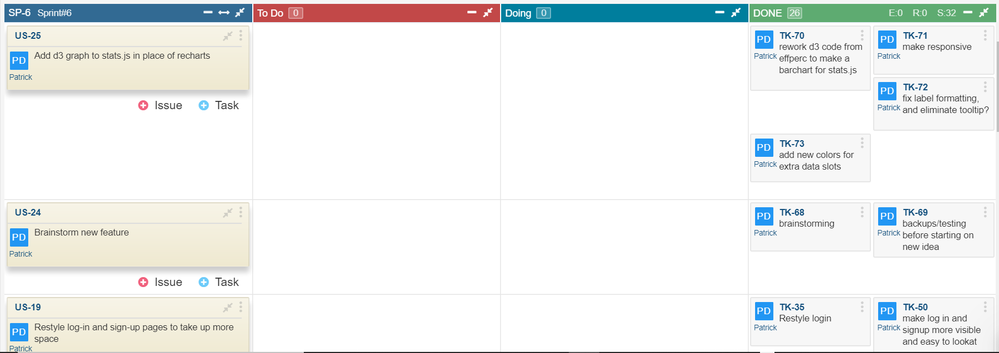 SP-6 Sprint#6
To Do 0
Doing 0
DONE 26 E:0 R:0 S:32
US-25
PD
Add d3 graph to stats.js in place of recharts
Patrick
Issue Task
TK-70
PD
Patrick
rework d3 code from
effperc to make a
barchart for stats.js
TK-71
PD
make responsive
Patrick
TK-72
PD
Patrick
fix label formatting,
and eliminate tooltip?
TK-73
PD
Patrick
add new colors for
extra data slots
US-24
PD
Brainstorm new feature
Patrick
Issue Task
TK-68
PD
brainstorming
Patrick
TK-69
PD
Patrick
backups/testing
before starting on
new idea
US-19
PD
Restyle log-in and sign-up pages to take up more
space
Patrick
TK-35
PD
Restyle login
Patrick
TK-50
PD
Patrick
make log in and
signup more visible
and easy to lookat